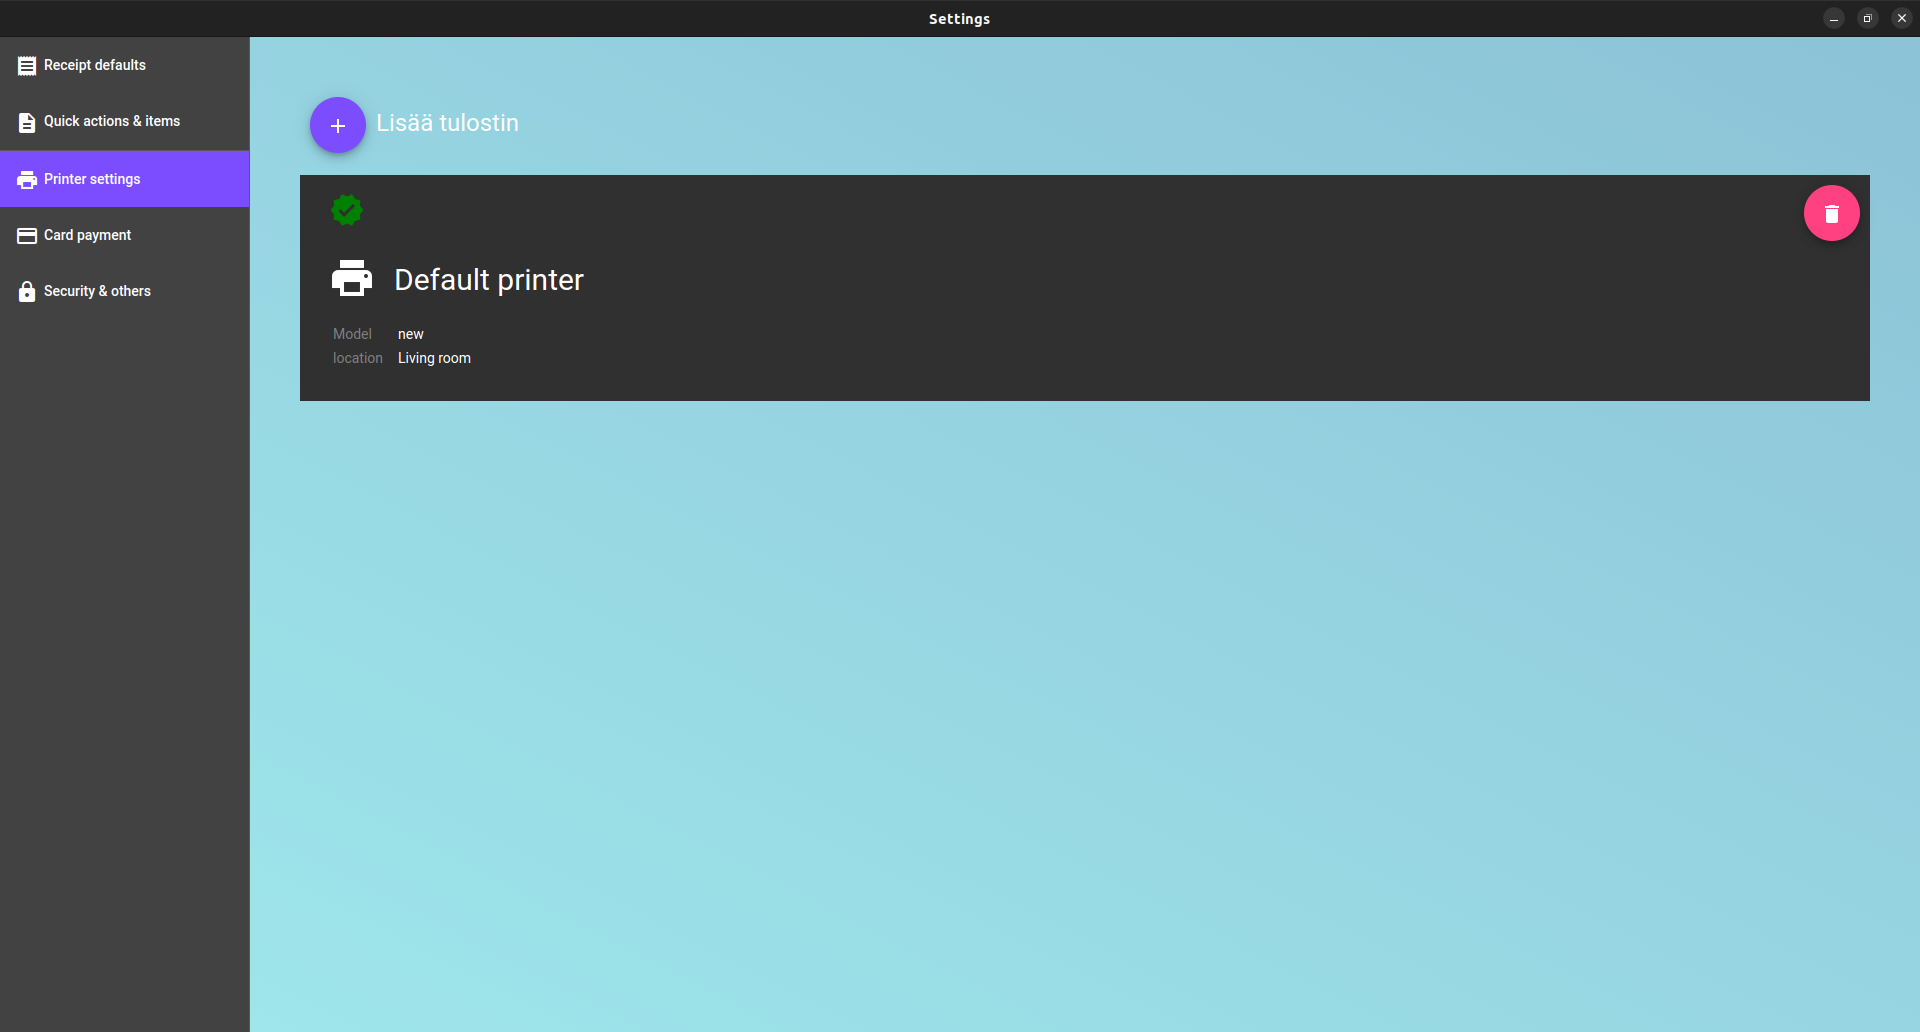 Settings
Receipt defaults
Quick actions & items
Printer settings
Card payment
Security & others
Lisää tulostin
Default printer
Model new
location Living room